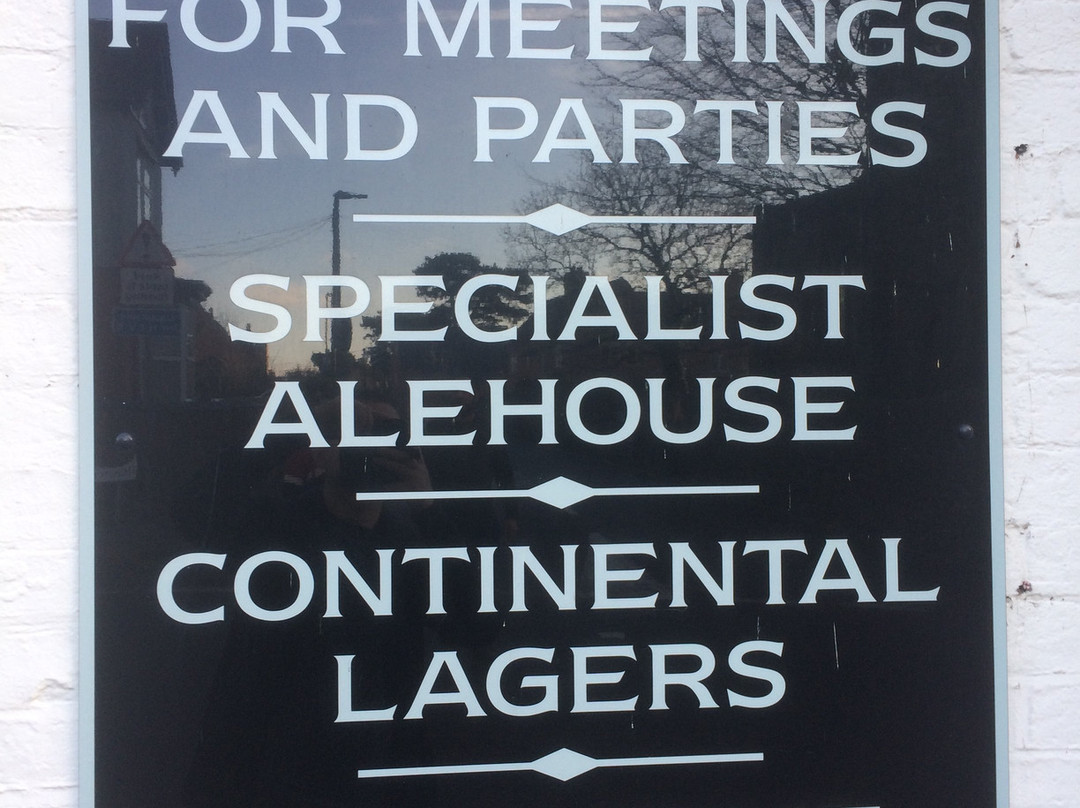 FOR MEETINGS
AND PARTIES
SPECIALIST
ALEHOUSE
CONTINENTAL
LAGERS